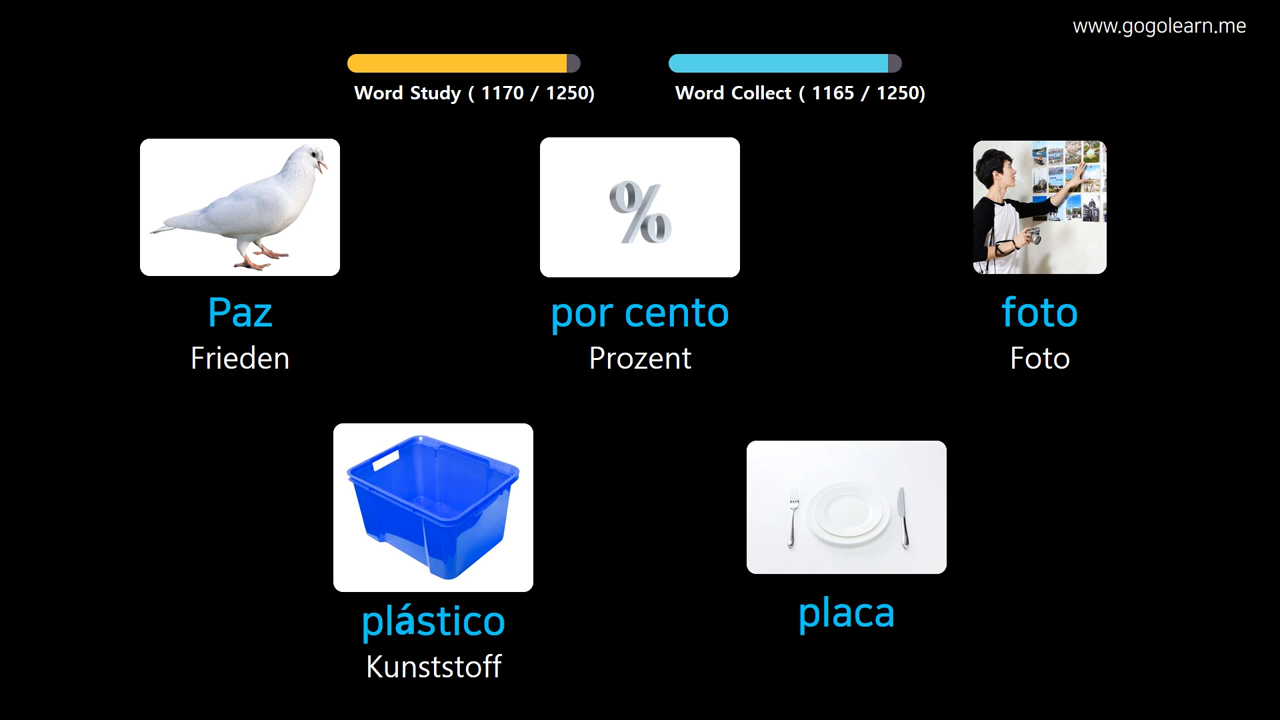 www.gogolearn.me
Word Study ( 1170 / 1250)
Word Collect ( 1165 / 1250)
%
Paz
Frieden
por cento
Prozent
foto
Foto
plástico
Kunststoff
placa